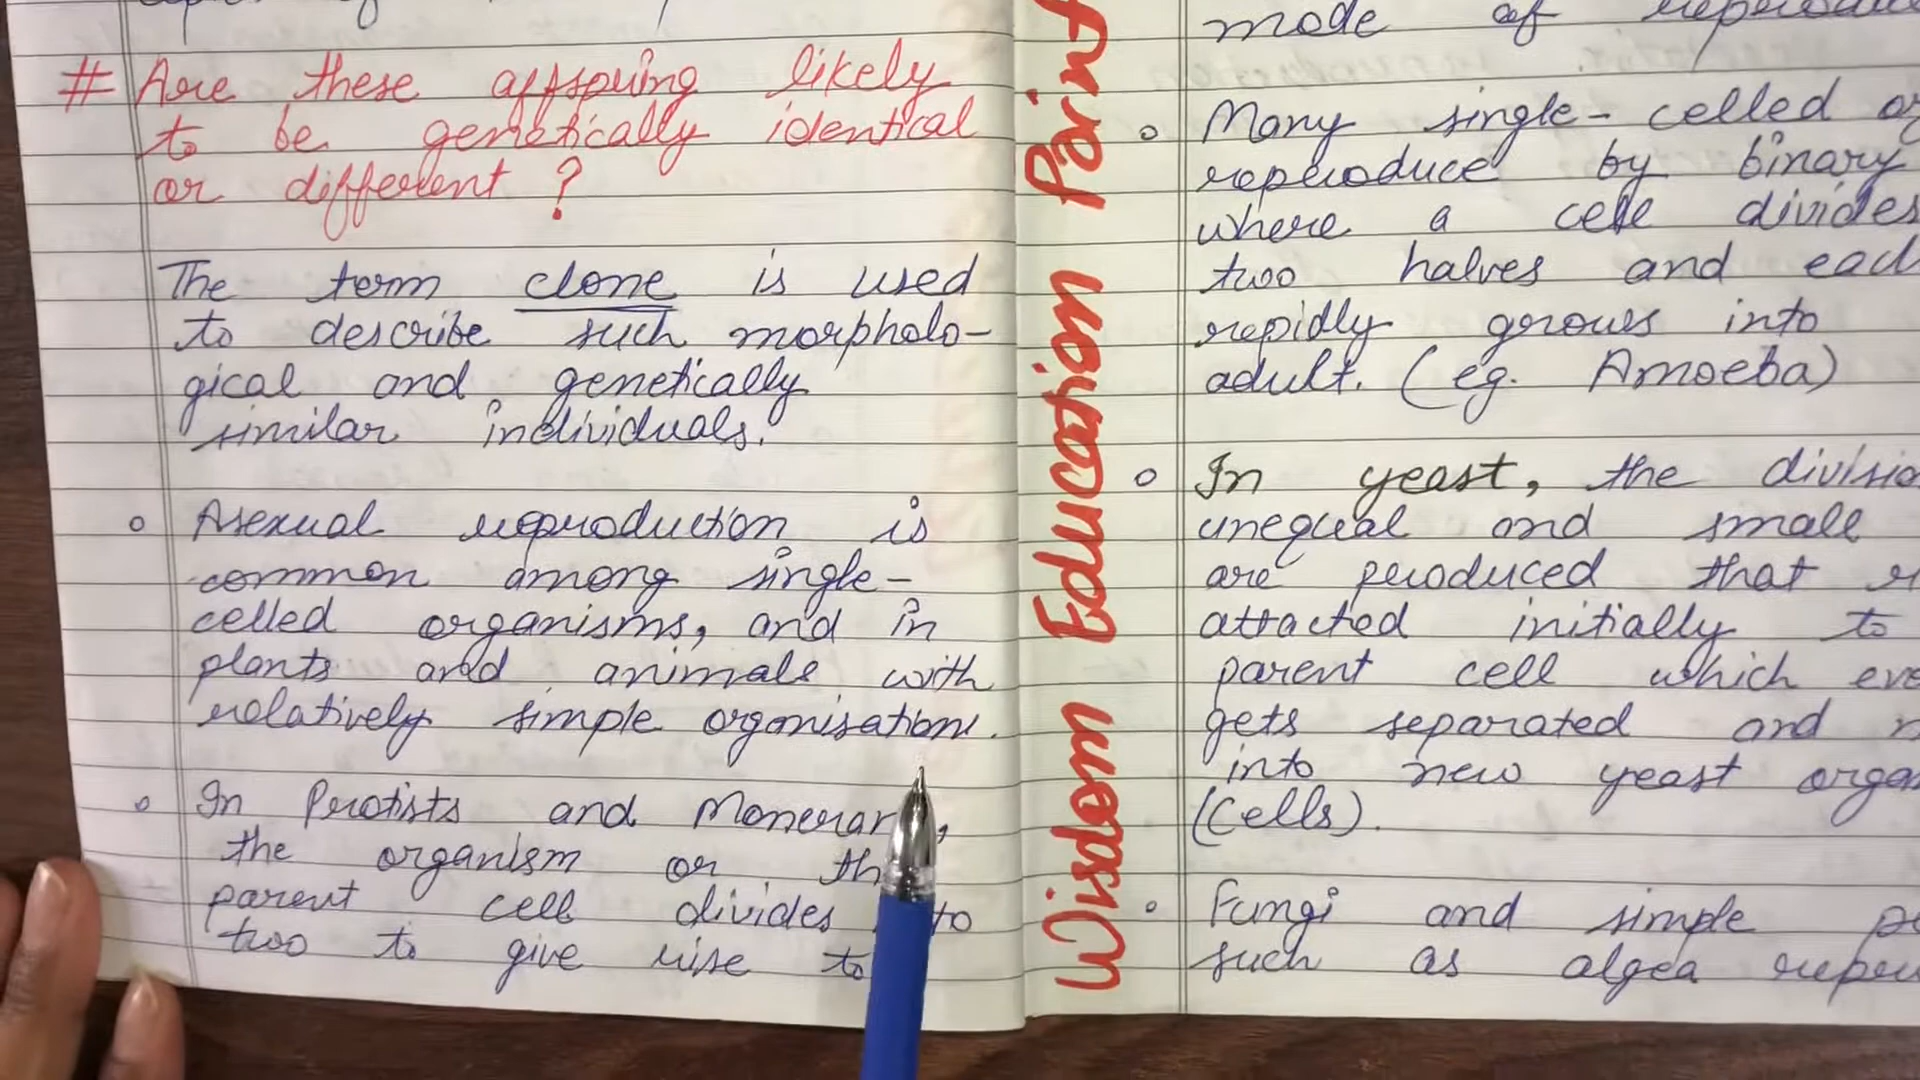 # Are these offspring likely
to be genetically identical
or different ?
The term clone is used
to describe such morpholo-
gical and genetically
similar individuals.
Asexual reproduction is
common among single-
celled organisms, and in
plants and animals with
relatively simple organisation.
In Protists and Monerans,
the organism or the
parent cell divides into
two to give rise to
Wisdom Education Point
mode of
Many single-celled
reproduce by binary
where a cell divides
two halves and each
repidly grows into
adult. (eg. Amoeba)
In yeast, the
unequal and small
are produced that
attached initially to
parent cell which
gets separated and
into new yeast
(Cells).
Fungi and simple
such as algea